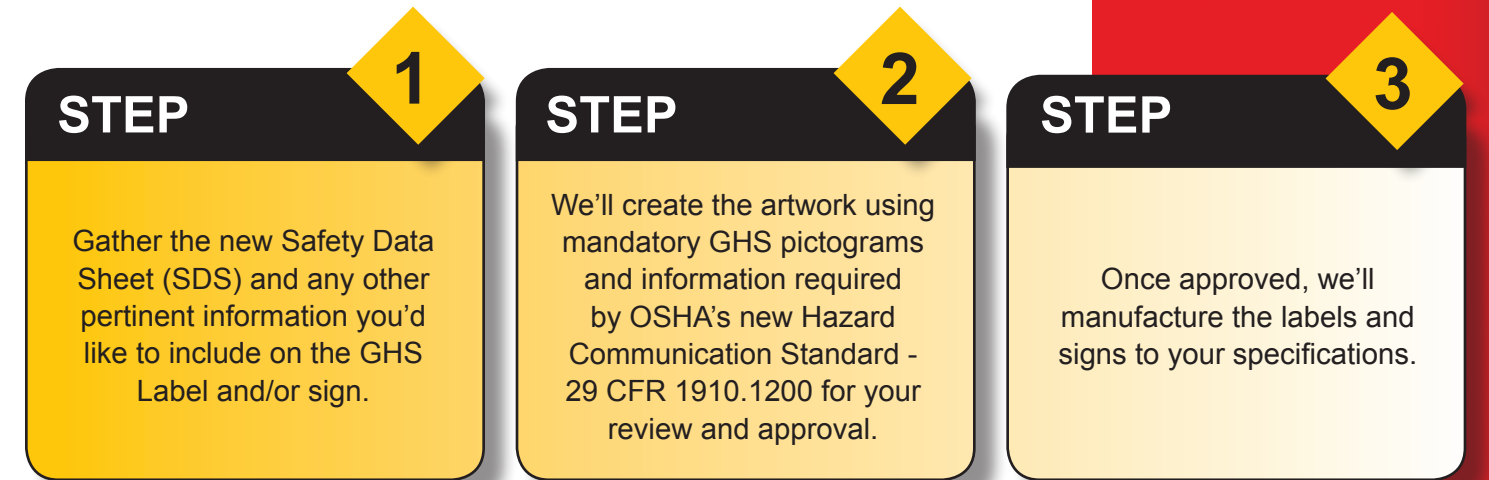 STEP
1
Gather the new Safety Data
Sheet (SDS) and any other
pertinent information you’d
like to include on the GHS
Label and/or sign.
STEP
2
We’ll create the artwork using
mandatory GHS pictograms
and information required
by OSHA’s new Hazard
Communication Standard -
29 CFR 1910.1200 for your
review and approval.
STEP
3
Once approved, we’ll
manufacture the labels and
signs to your specifications.